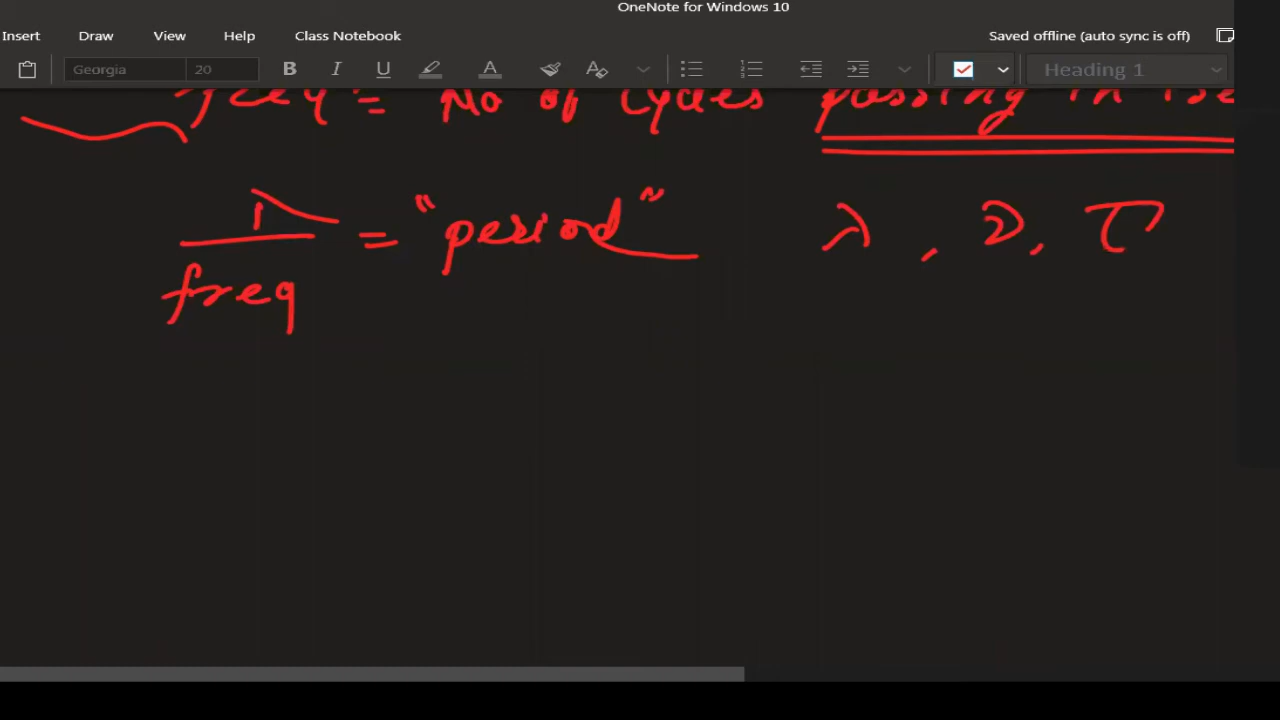 OneNote for Windows 10
Insert Draw View Help Class Notebook Saved offline (auto sync is off)
Georgia 20 B I U A A Heading 1
freq = No of Cycles passing in 1se
1/freq = "period" λ, ν, τ